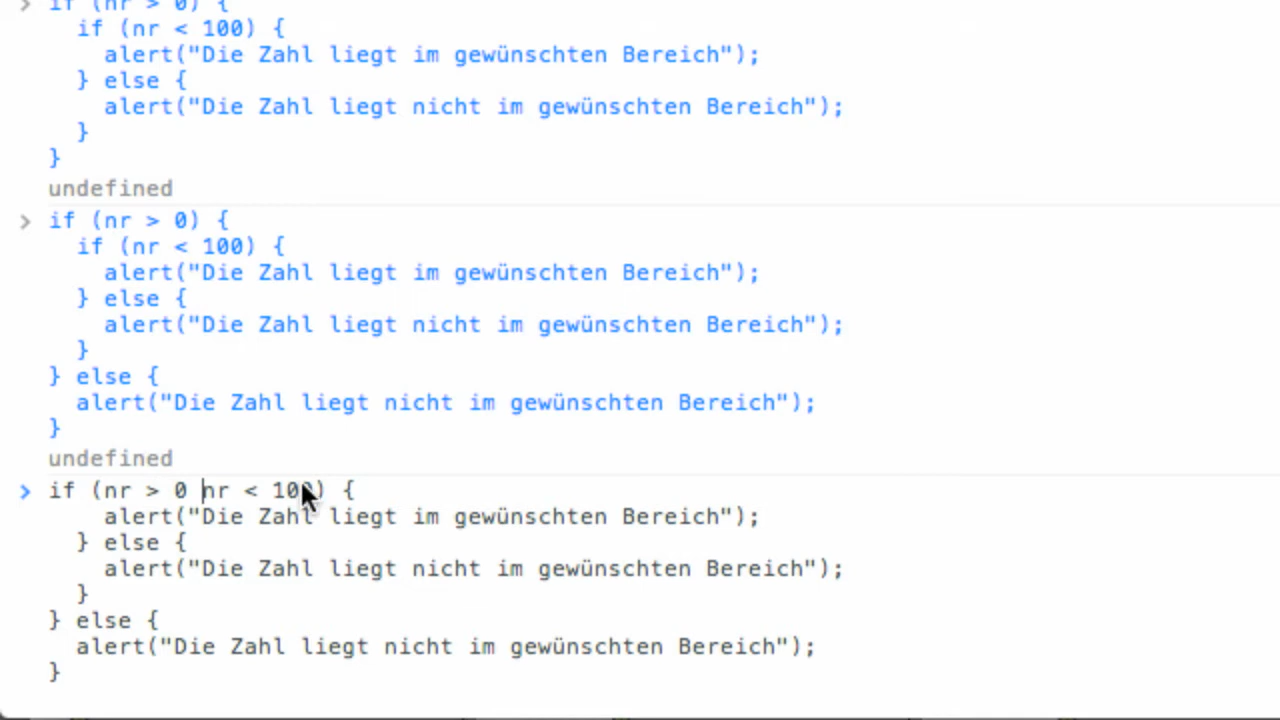 > if (nr > 0) {
if (nr < 100) {
alert("Die Zahl liegt im gewünschten Bereich");
} else {
alert("Die Zahl liegt nicht im gewünschten Bereich");
}
}
undefined
> if (nr > 0) {
if (nr < 100) {
alert("Die Zahl liegt im gewünschten Bereich");
} else {
alert("Die Zahl liegt nicht im gewünschten Bereich");
}
} else {
alert("Die Zahl liegt nicht im gewünschten Bereich");
}
undefined
> if (nr > 0 nr < 100) {
alert("Die Zahl liegt im gewünschten Bereich");
} else {
alert("Die Zahl liegt nicht im gewünschten Bereich");
}
} else {
alert("Die Zahl liegt nicht im gewünschten Bereich");
}